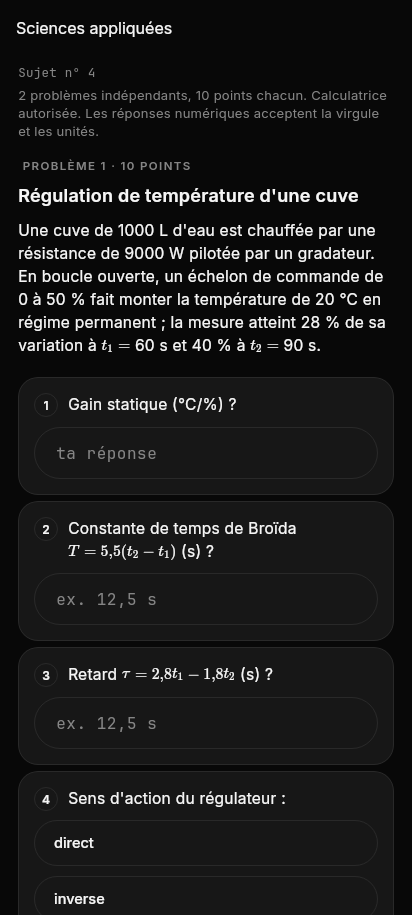 Sciences appliquées
Sujet n° 4
2 problèmes indépendants, 10 points chacun. Calculatrice
autorisée. Les réponses numériques acceptent la virgule
et les unités.
PROBLÈME 1 · 10 POINTS
Régulation de température d'une cuve
Une cuve de 1000 L d'eau est chauffée par une
résistance de 9000 W pilotée par un gradateur.
En boucle ouverte, un échelon de commande de
0 à 50 % fait monter la température de 20 °C en
régime permanent ; la mesure atteint 28 % de sa
variation à t₁ = 60 s et 40 % à t₂ = 90 s.
1 Gain statique (°C/%) ?
ta réponse
2 Constante de temps de Broïda
T = 5,5(t₂ − t₁) (s) ?
ex. 12,5 s
3 Retard τ = 2,8t₁ − 1,8t₂ (s) ?
ex. 12,5 s
4 Sens d'action du régulateur :
direct
inverse